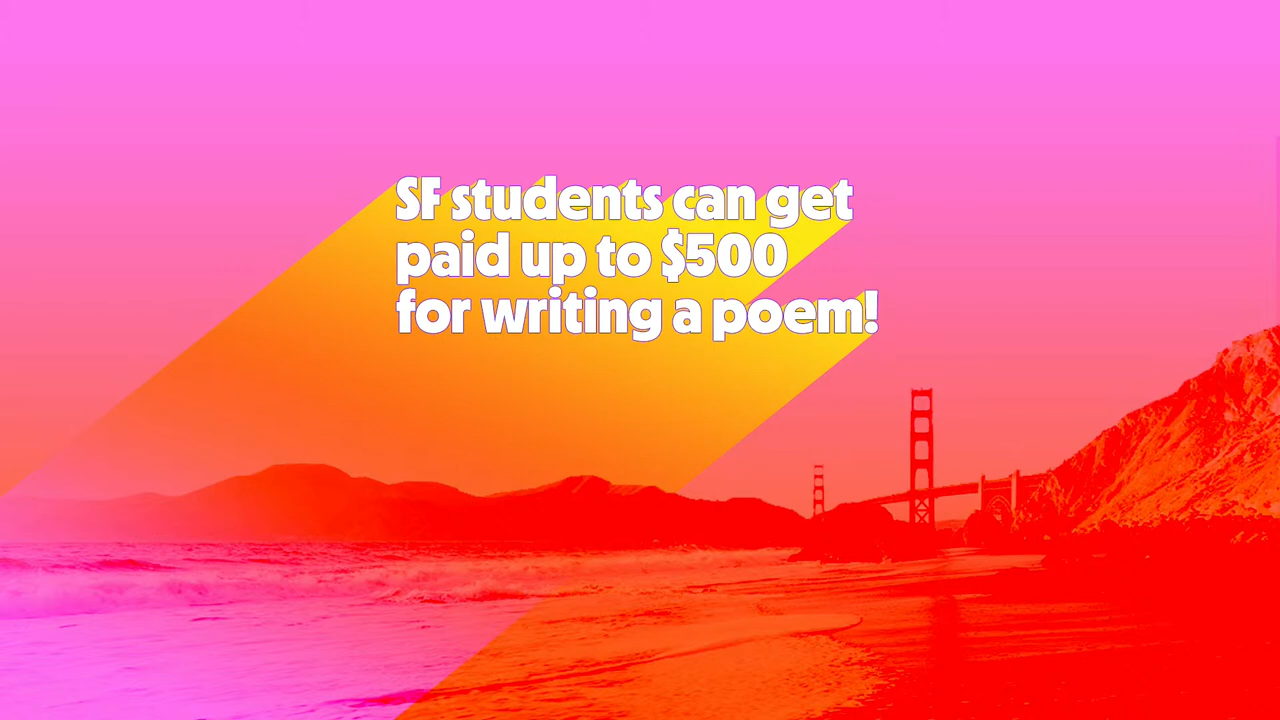 SF students can get
paid up to $500
for writing a poem!